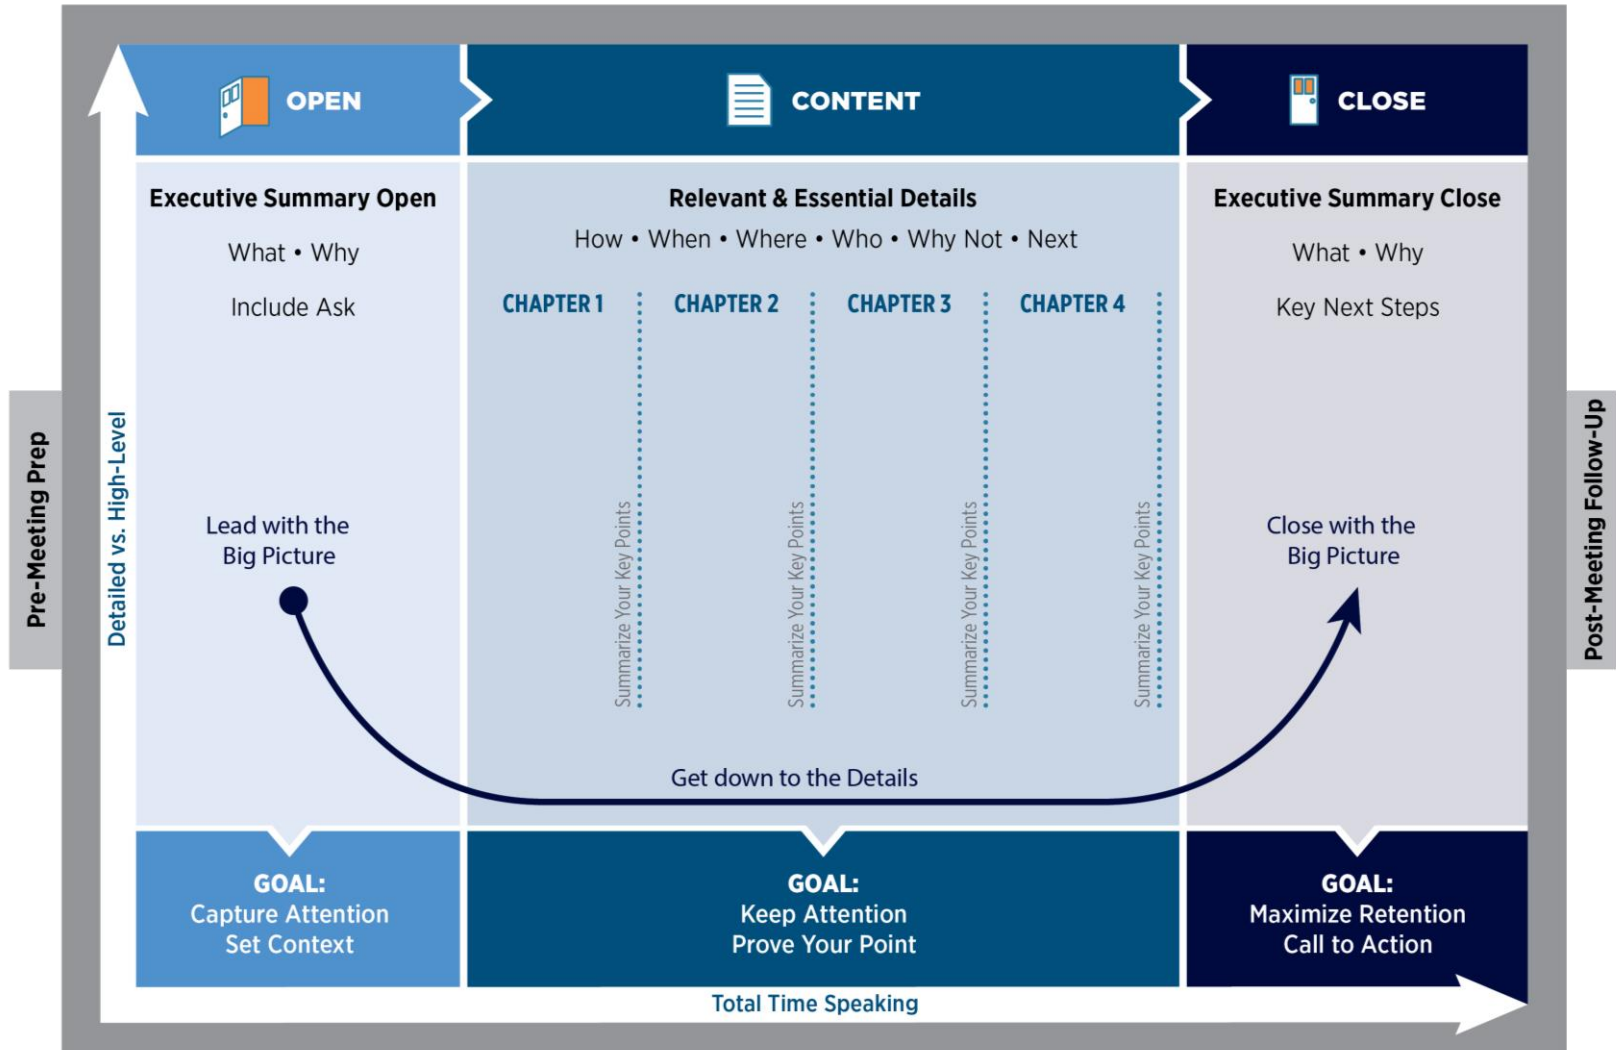 OPEN
CONTENT
CLOSE
Executive Summary Open
What • Why
Include Ask
Relevant & Essential Details
How • When • Where • Who • Why Not • Next
CHAPTER 1
CHAPTER 2
CHAPTER 3
CHAPTER 4
Summarize Your Key Points
Summarize Your Key Points
Summarize Your Key Points
Summarize Your Key Points
Executive Summary Close
What • Why
Key Next Steps
Pre-Meeting Prep
Detailed vs. High-Level
Lead with the
Big Picture
Get down to the Details
Close with the
Big Picture
Post-Meeting Follow-Up
GOAL:
Capture Attention
Set Context
GOAL:
Keep Attention
Prove Your Point
GOAL:
Maximize Retention
Call to Action
Total Time Speaking